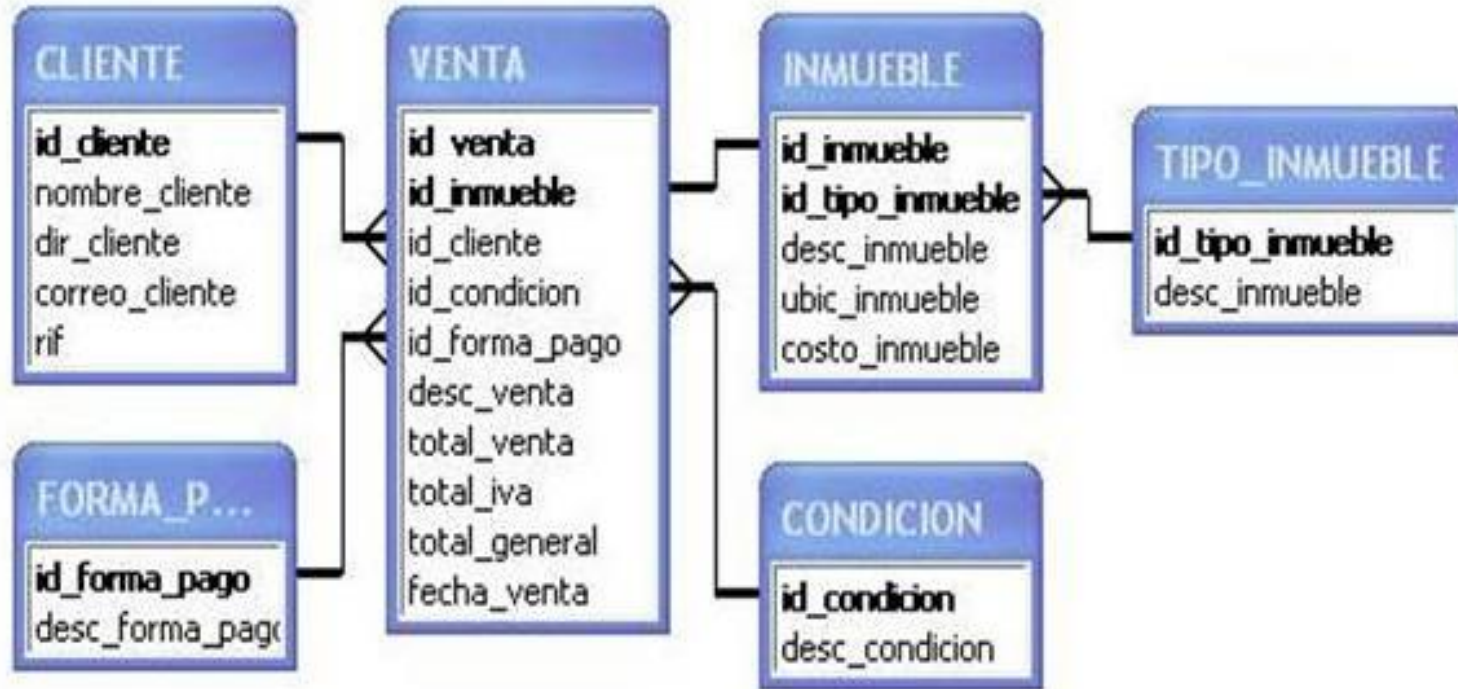 CLIENTE
id_cliente
nombre_cliente
dir_cliente
correo_cliente
rif
VENTA
id_venta
id_inmueble
id_cliente
id_condicion
id_forma_pago
desc_venta
total_venta
total_iva
total_general
fecha_venta
INMUEBLE
id_inmueble
id_tipo_inmueble
desc_inmueble
ubic_inmueble
costo_inmueble
TIPO_INMUEBLE
id_tipo_inmueble
desc_inmueble
FORMA_P...
id_forma_pago
desc_forma_pago
CONDICION
id_condicion
desc_condicion